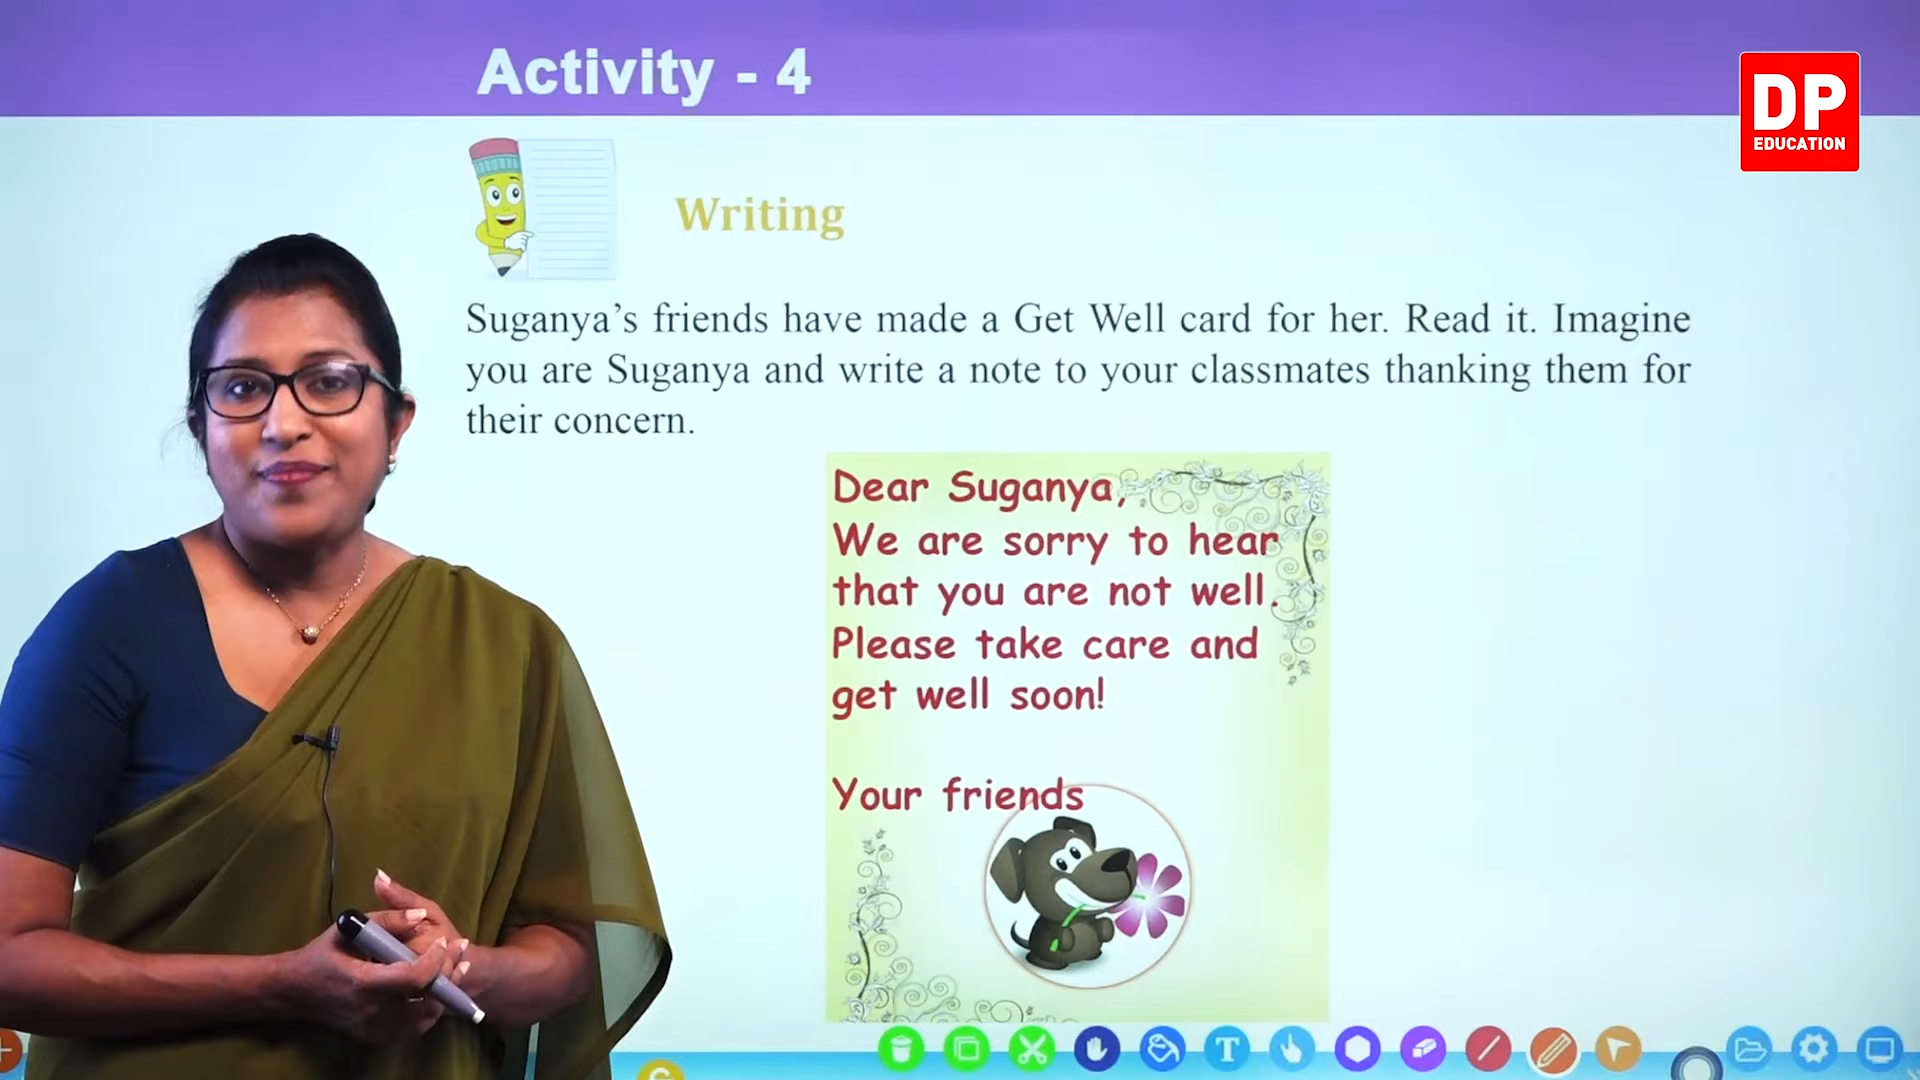 Activity - 4
DP
EDUCATION
Writing
Suganya’s friends have made a Get Well card for her. Read it. Imagine
you are Suganya and write a note to your classmates thanking them for
their concern.
Dear Suganya,
We are sorry to hear
that you are not well.
Please take care and
get well soon!
Your friends
T